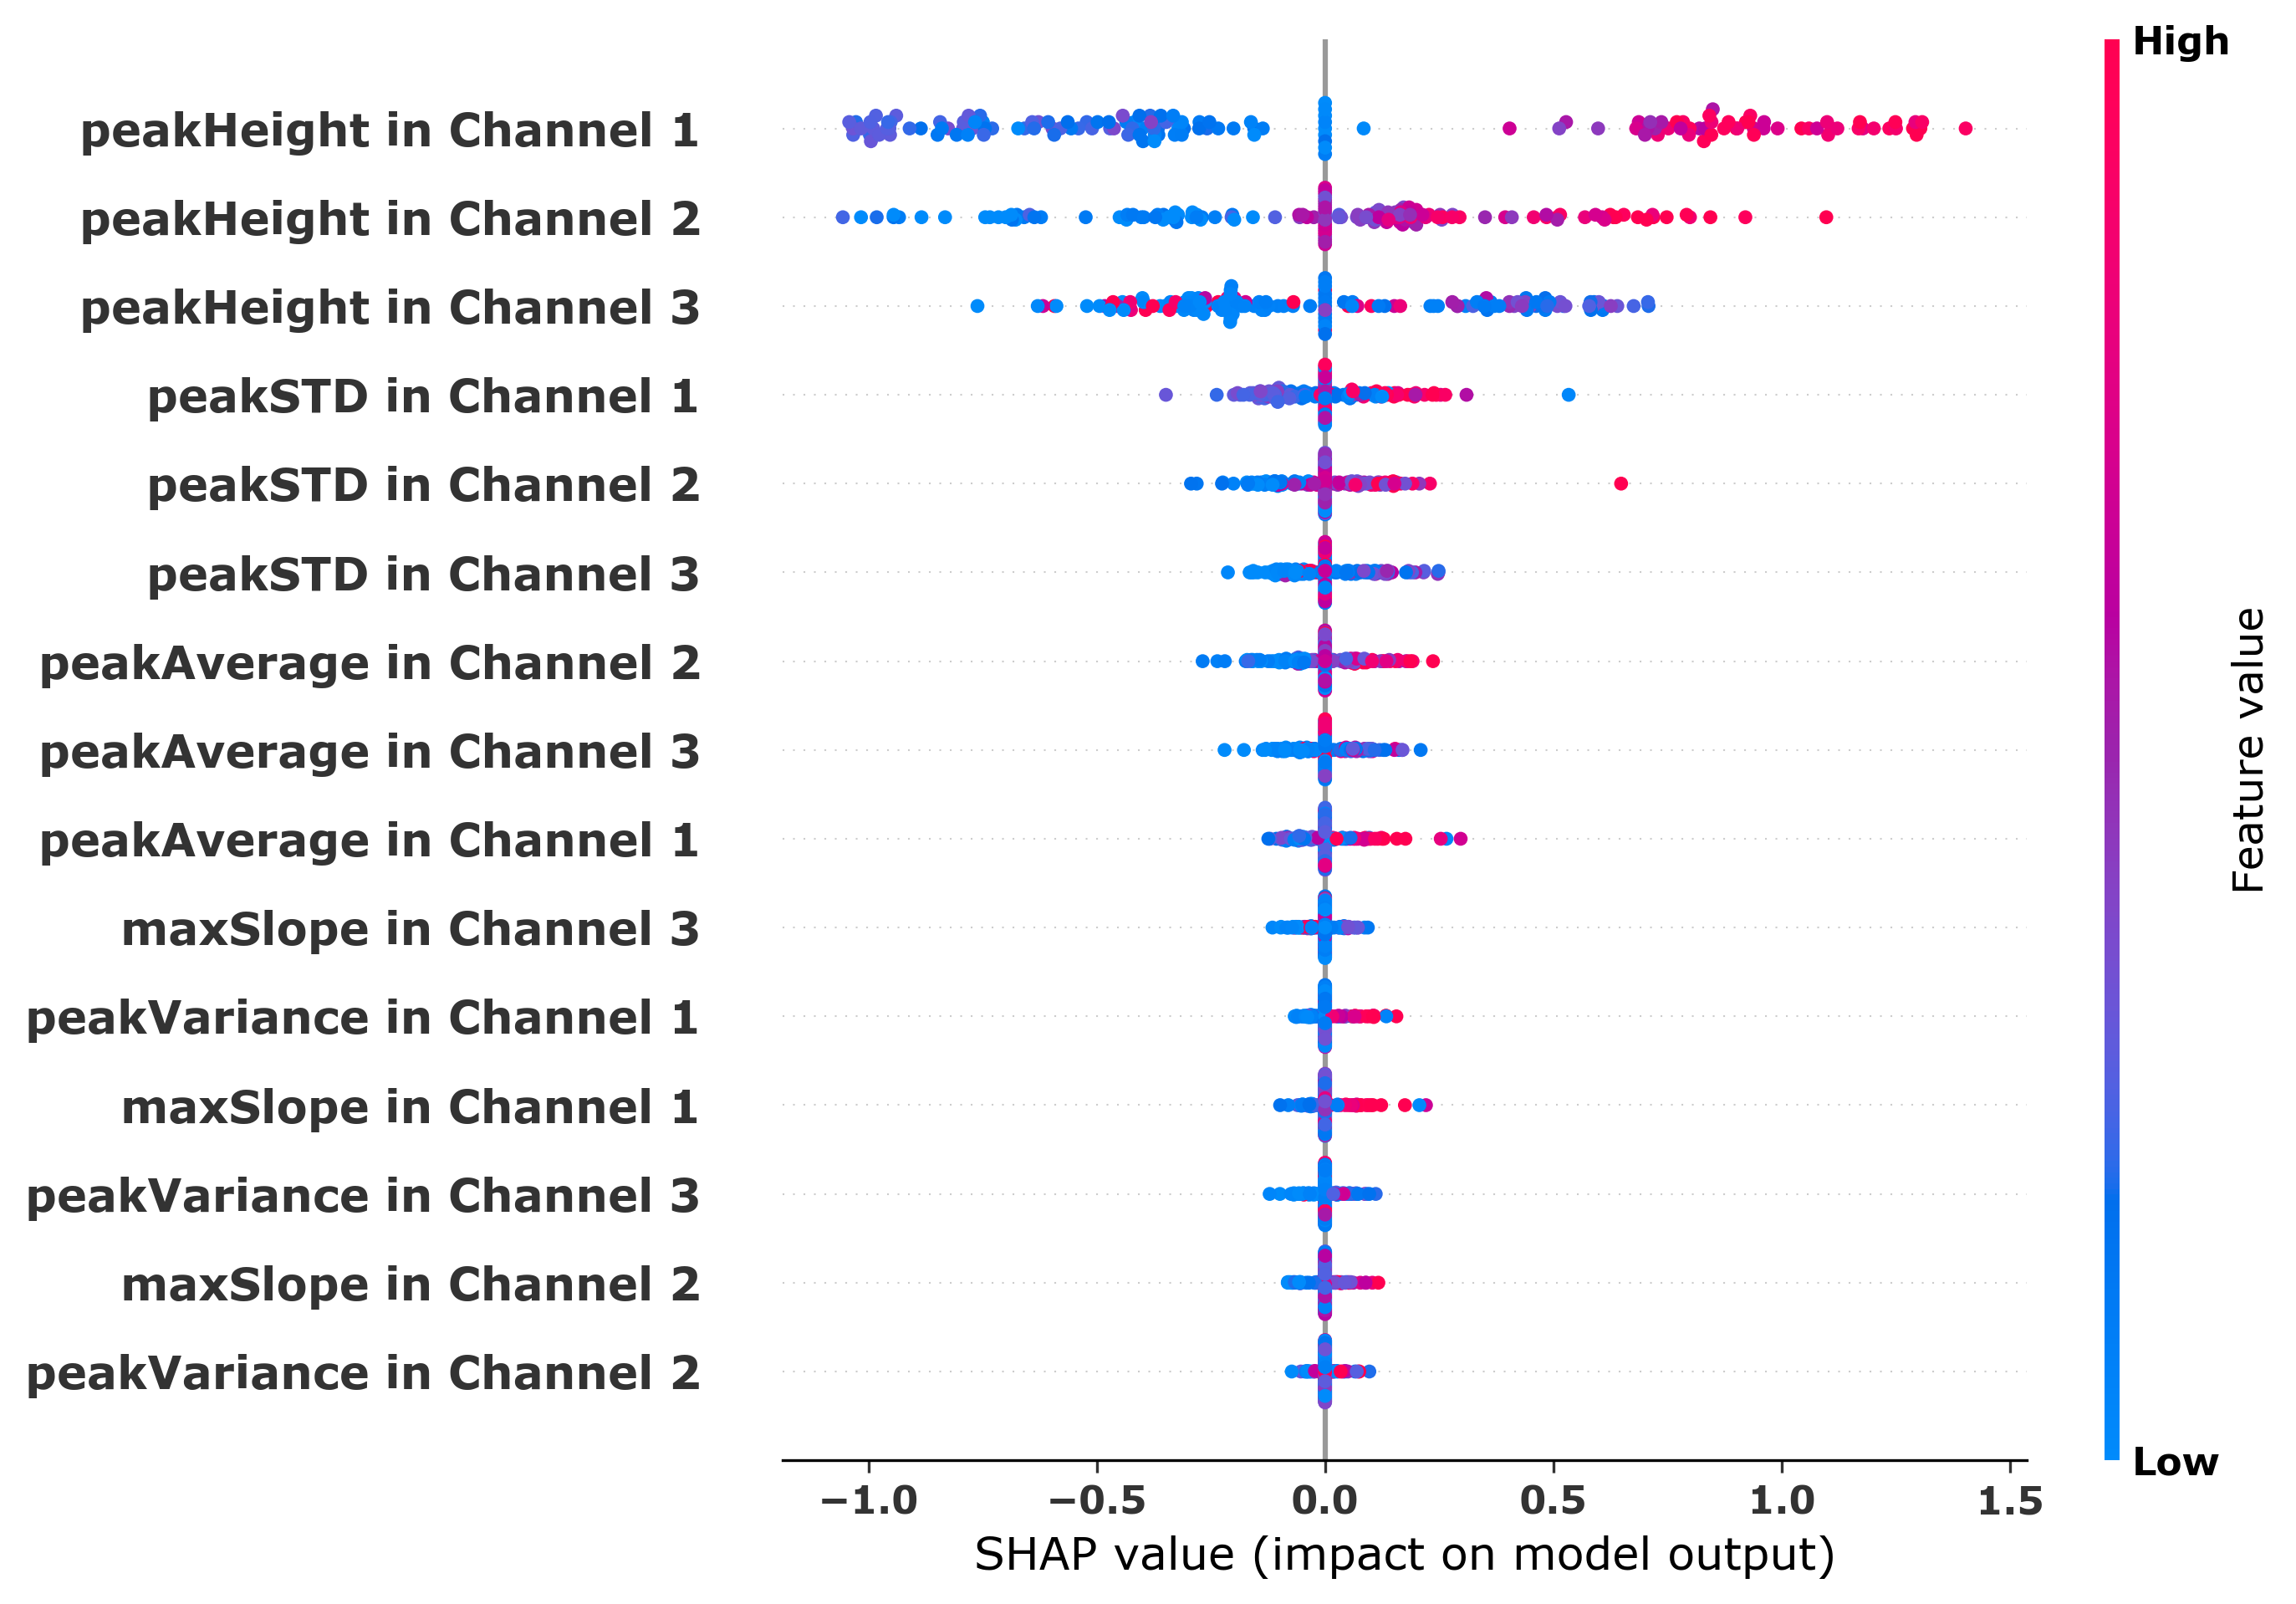 High
peakHeight in Channel 1
peakHeight in Channel 2
peakHeight in Channel 3
peakSTD in Channel 1
peakSTD in Channel 2
peakSTD in Channel 3
peakAverage in Channel 2
peakAverage in Channel 3
peakAverage in Channel 1
maxSlope in Channel 3
peakVariance in Channel 1
maxSlope in Channel 1
peakVariance in Channel 3
maxSlope in Channel 2
peakVariance in Channel 2
Feature value
Low
−1.0 −0.5 0.0 0.5 1.0 1.5
SHAP value (impact on model output)